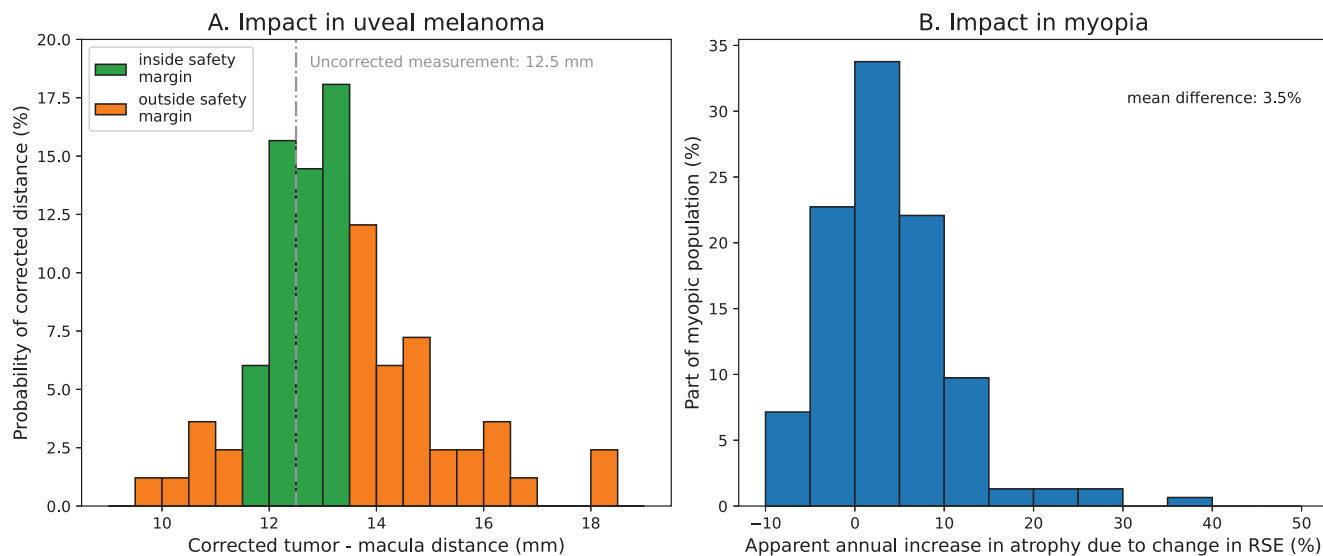 A. Impact in uveal melanoma
20.0
17.5
15.0
12.5
10.0
7.5
5.0
2.5
0.0
Probability of corrected distance (%)
inside safety
margin
outside safety
margin
Uncorrected measurement: 12.5 mm
10 12 14 16 18
Corrected tumor - macula distance (mm)
B. Impact in myopia
35
30
25
20
15
10
5
0
Part of myopic population (%)
mean difference: 3.5%
−10 0 10 20 30 40 50
Apparent annual increase in atrophy due to change in RSE (%)